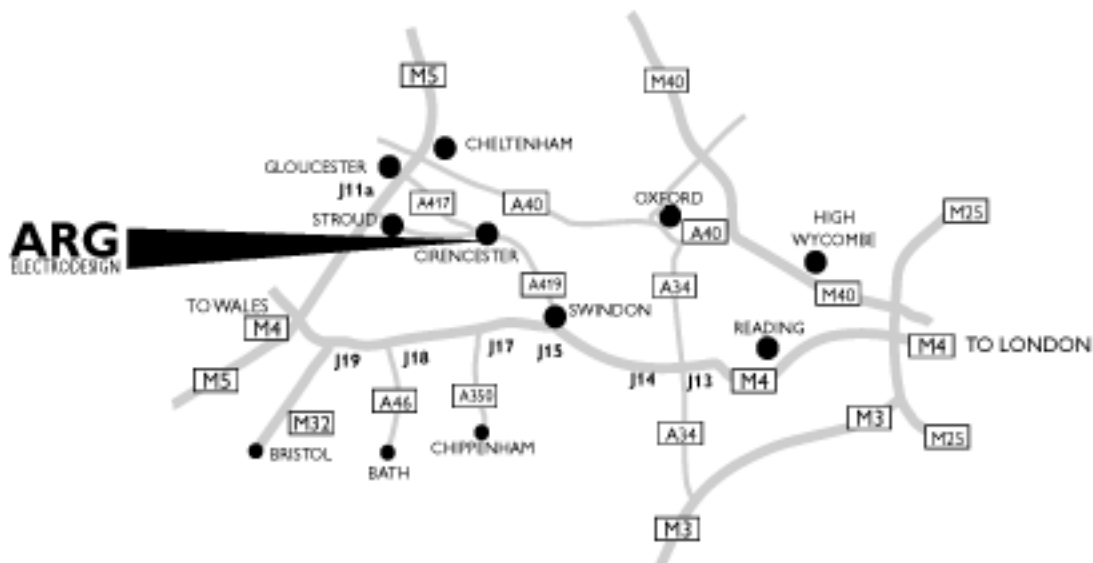 M5
M40
CHELTENHAM
GLOUCESTER
J11a
A417
A40
OXFORD
STROUD
HIGH
WYCOMBE
M25
A40
ARG
ELECTRODESIGN
CIRENCESTER
A419
A34
M40
TO WALES
SWINDON
M4
READING
M4
TO LONDON
J19
J18
J17
J15
J14
J13
M4
M5
A46
A350
M32
M3
A34
M25
BRISTOL
BATH
CHIPPENHAM
M3